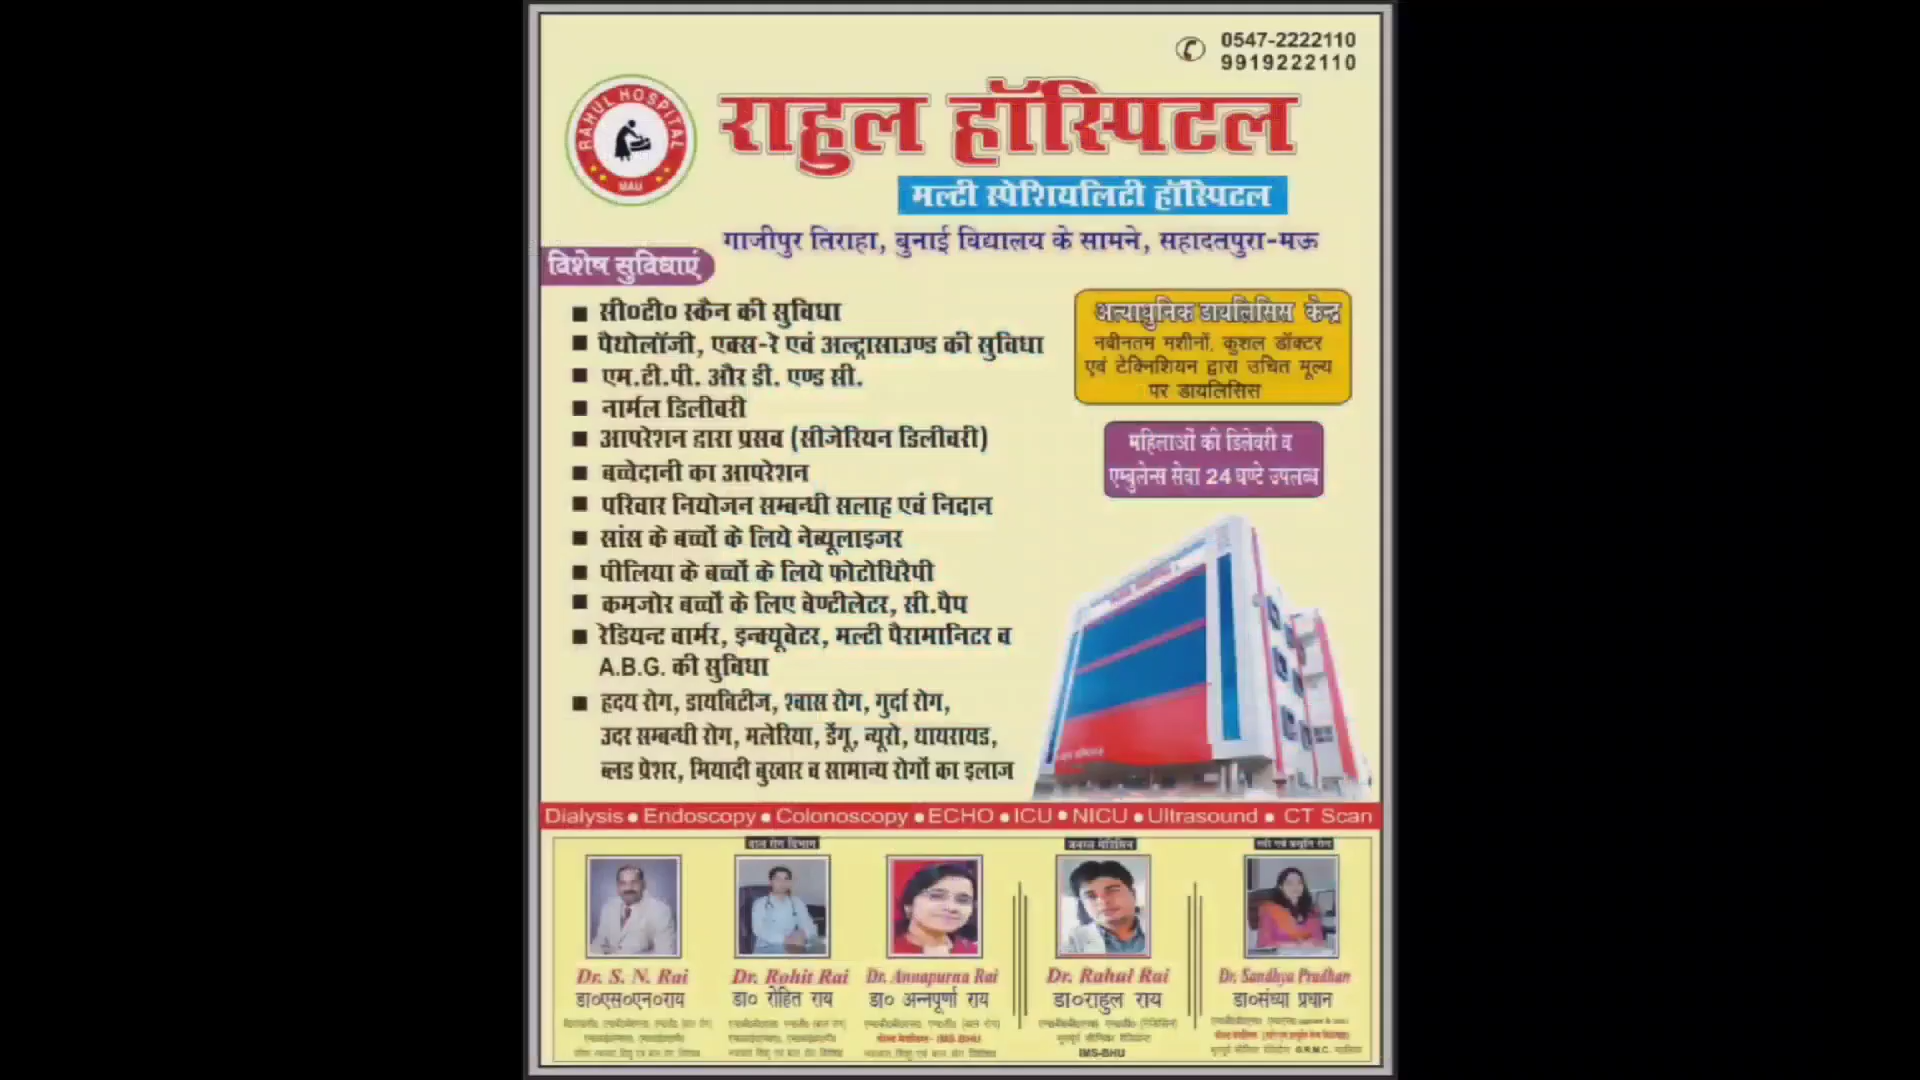 0547-2222110
9919222110
RAHUL HOSPITAL
MAU
राहुल हॉस्पिटल
मल्टी स्पेशियलिटी हॉस्पिटल
गाजीपुर तिराहा, बुनाई विद्यालय के सामने, सहादतपुरा-मऊ
विशेष सुविधाएं
■ सी०टी० स्कैन की सुविधा
■ पैथोलॉजी, एक्स-रे एवं अल्ट्रासाउण्ड की सुविधा
■ एम.टी.पी. और डी. एण्ड सी.
■ नार्मल डिलीवरी
■ आपरेशन द्वारा प्रसव (सीजेरियन डिलीवरी)
■ बच्चेदानी का आपरेशन
■ परिवार नियोजन सम्बन्धी सलाह एवं निदान
■ सांस के बच्चों के लिये नेब्यूलाइजर
■ पीलिया के बच्चों के लिये फोटोथिरैपी
■ कमजोर बच्चों के लिए वेण्टीलेटर, सी.पैप
■ रेडियन्ट वार्मर, इन्क्यूवेटर, मल्टी पैरामानिटर व
A.B.G. की सुविधा
■ हृदय रोग, डायबिटीज, श्वास रोग, गुर्दा रोग,
उदर सम्बन्धी रोग, मलेरिया, डेंगू, न्यूरो, थायरायड,
ब्लड प्रेशर, मियादी बुखार व सामान्य रोगों का इलाज
अत्याधुनिक डायलिसिस केन्द्र
नवीनतम मशीनों, कुशल डॉक्टर
एवं टेक्निशियन द्वारा उचित मूल्य
पर डायलिसिस
महिलाओं की डिलेवरी व
एम्बुलेन्स सेवा 24 घण्टे उपलब्ध
Dialysis ● Endoscopy ● Colonoscopy ● ECHO ● ICU ● NICU ● Ultrasound ● CT Scan
बाल रोग विभाग
जनरल मेडिसिन
स्त्री एवं प्रसूति रोग
Dr. S. N. Rai
डा०एस०एन०राय
Dr. Rohit Rai
डा० रोहित राय
Dr. Annapurna Rai
डा० अन्नपूर्णा राय
IMS-BHU
Dr. Rahul Rai
डा०राहुल राय
IMS-BHU
Dr. Sandhya Pradhan
डा०संध्या प्रधान
G.R.M.C.